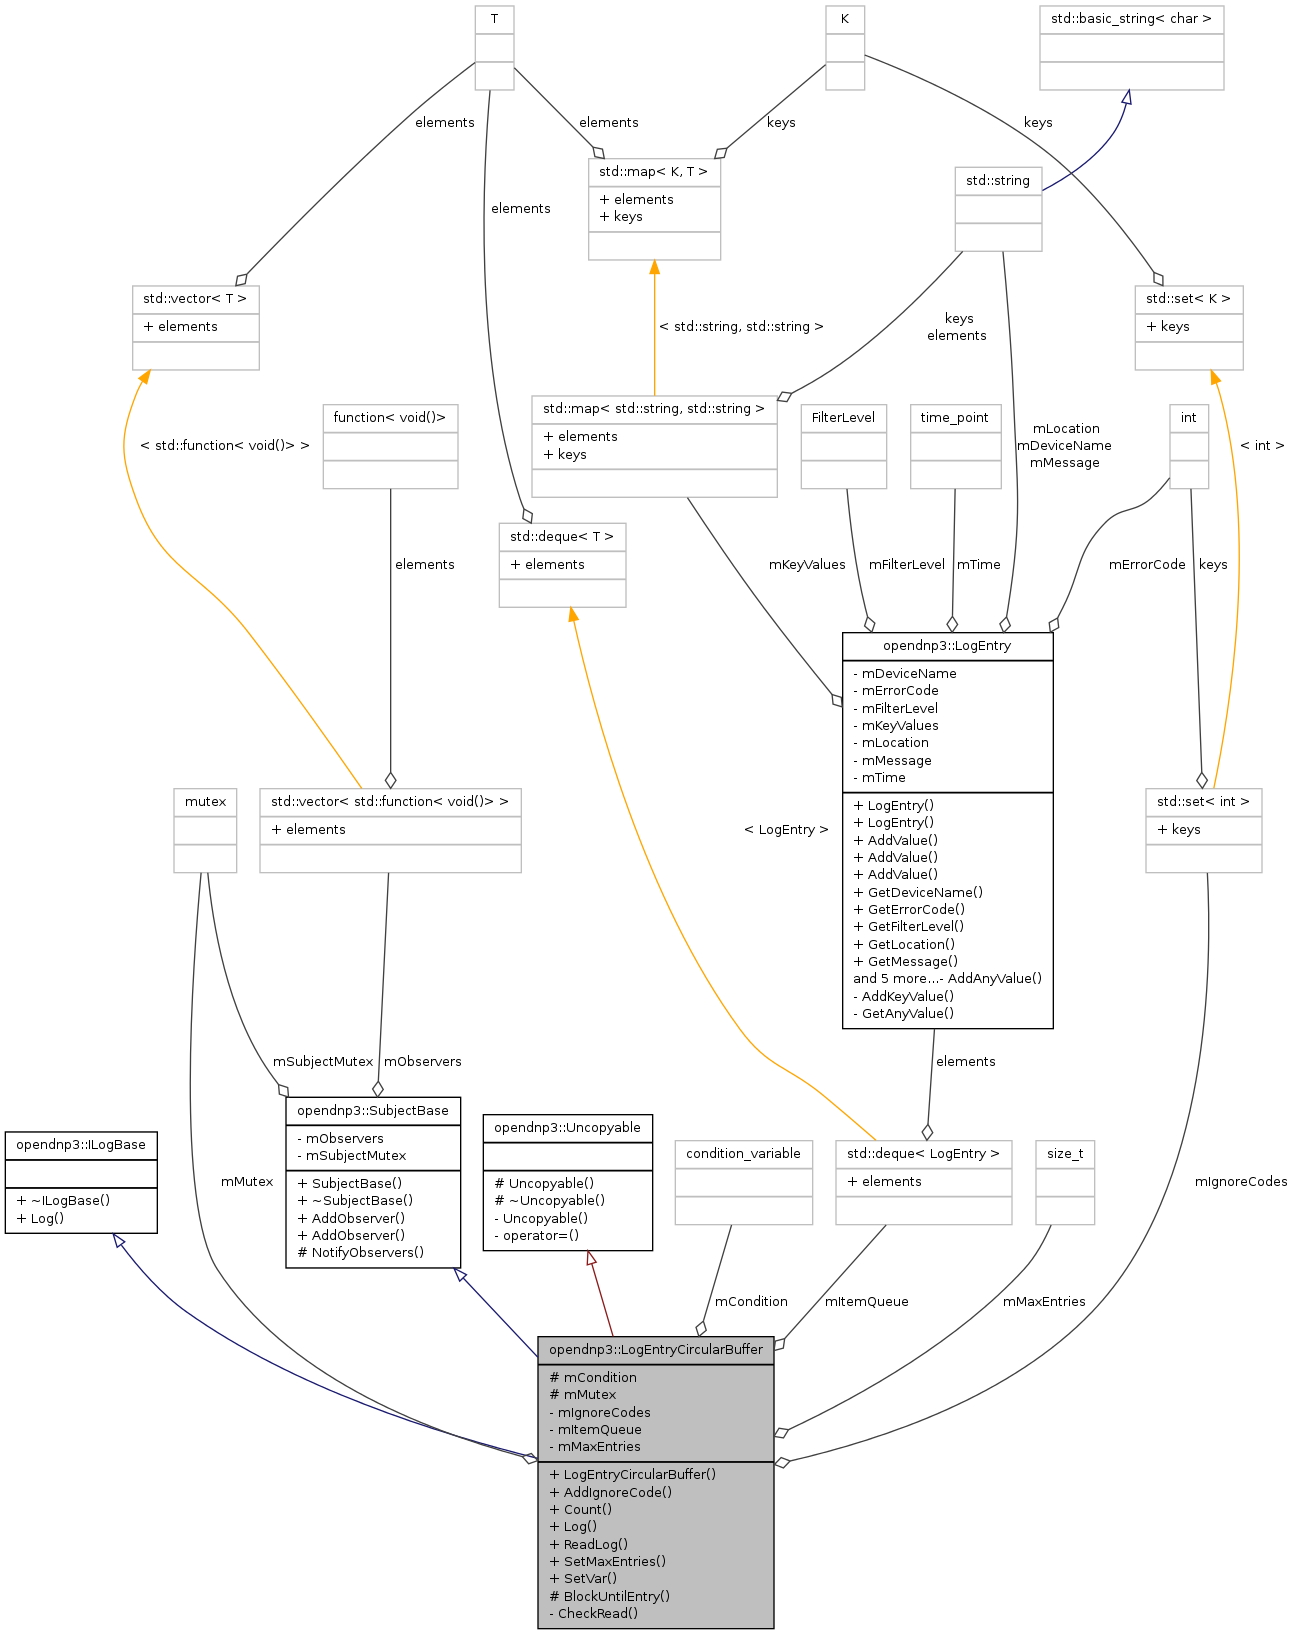 T
K
std::basic_string< char >
elements
elements
keys
keys
std::map< K, T >
+ elements
+ keys
std::string
elements
std::vector< T >
+ elements
std::set< K >
+ keys
keys
elements
< std::string, std::string >
std::map< std::string, std::string >
+ elements
+ keys
function< void()>
FilterLevel
time_point
int
mLocation
mDeviceName
mMessage
< std::function< void()> >
< int >
std::deque< T >
+ elements
elements
mKeyValues
mFilterLevel
mTime
mErrorCode
keys
opendnp3::LogEntry
- mDeviceName
- mErrorCode
- mFilterLevel
- mKeyValues
- mLocation
- mMessage
- mTime
+ LogEntry()
+ LogEntry()
+ AddValue()
+ AddValue()
+ AddValue()
+ GetDeviceName()
+ GetErrorCode()
+ GetFilterLevel()
+ GetLocation()
+ GetMessage()
and 5 more...- AddAnyValue()
- AddKeyValue()
- GetAnyValue()
mutex
std::vector< std::function< void()> >
+ elements
< LogEntry >
std::set< int >
+ keys
mSubjectMutex
mObservers
elements
opendnp3::ILogBase
+ ~ILogBase()
+ Log()
mMutex
opendnp3::SubjectBase
- mObservers
- mSubjectMutex
+ SubjectBase()
+ ~SubjectBase()
+ AddObserver()
+ AddObserver()
# NotifyObservers()
opendnp3::Uncopyable
# Uncopyable()
# ~Uncopyable()
- Uncopyable()
- operator=()
condition_variable
std::deque< LogEntry >
+ elements
size_t
mIgnoreCodes
mCondition
mItemQueue
mMaxEntries
opendnp3::LogEntryCircularBuffer
# mCondition
# mMutex
- mIgnoreCodes
- mItemQueue
- mMaxEntries
+ LogEntryCircularBuffer()
+ AddIgnoreCode()
+ Count()
+ Log()
+ ReadLog()
+ SetMaxEntries()
+ SetVar()
# BlockUntilEntry()
- CheckRead()